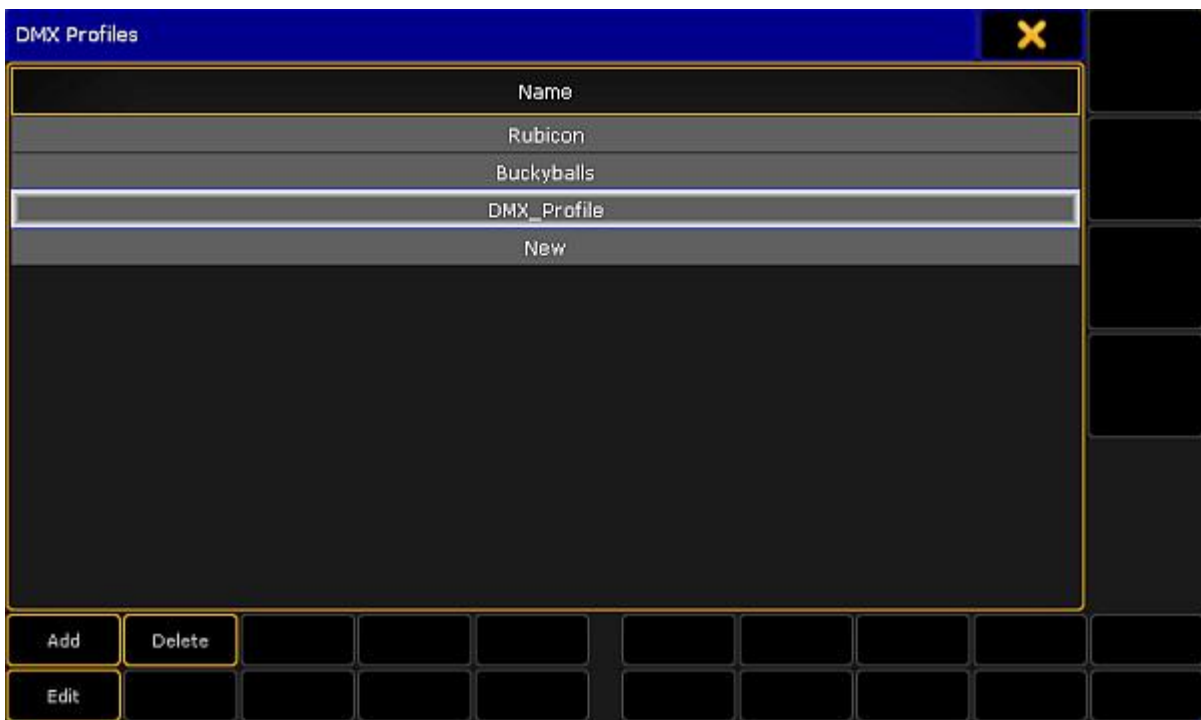 DMX Profiles
Name
Rubicon
Buckyballs
DMX_Profile
New
Add Delete
Edit